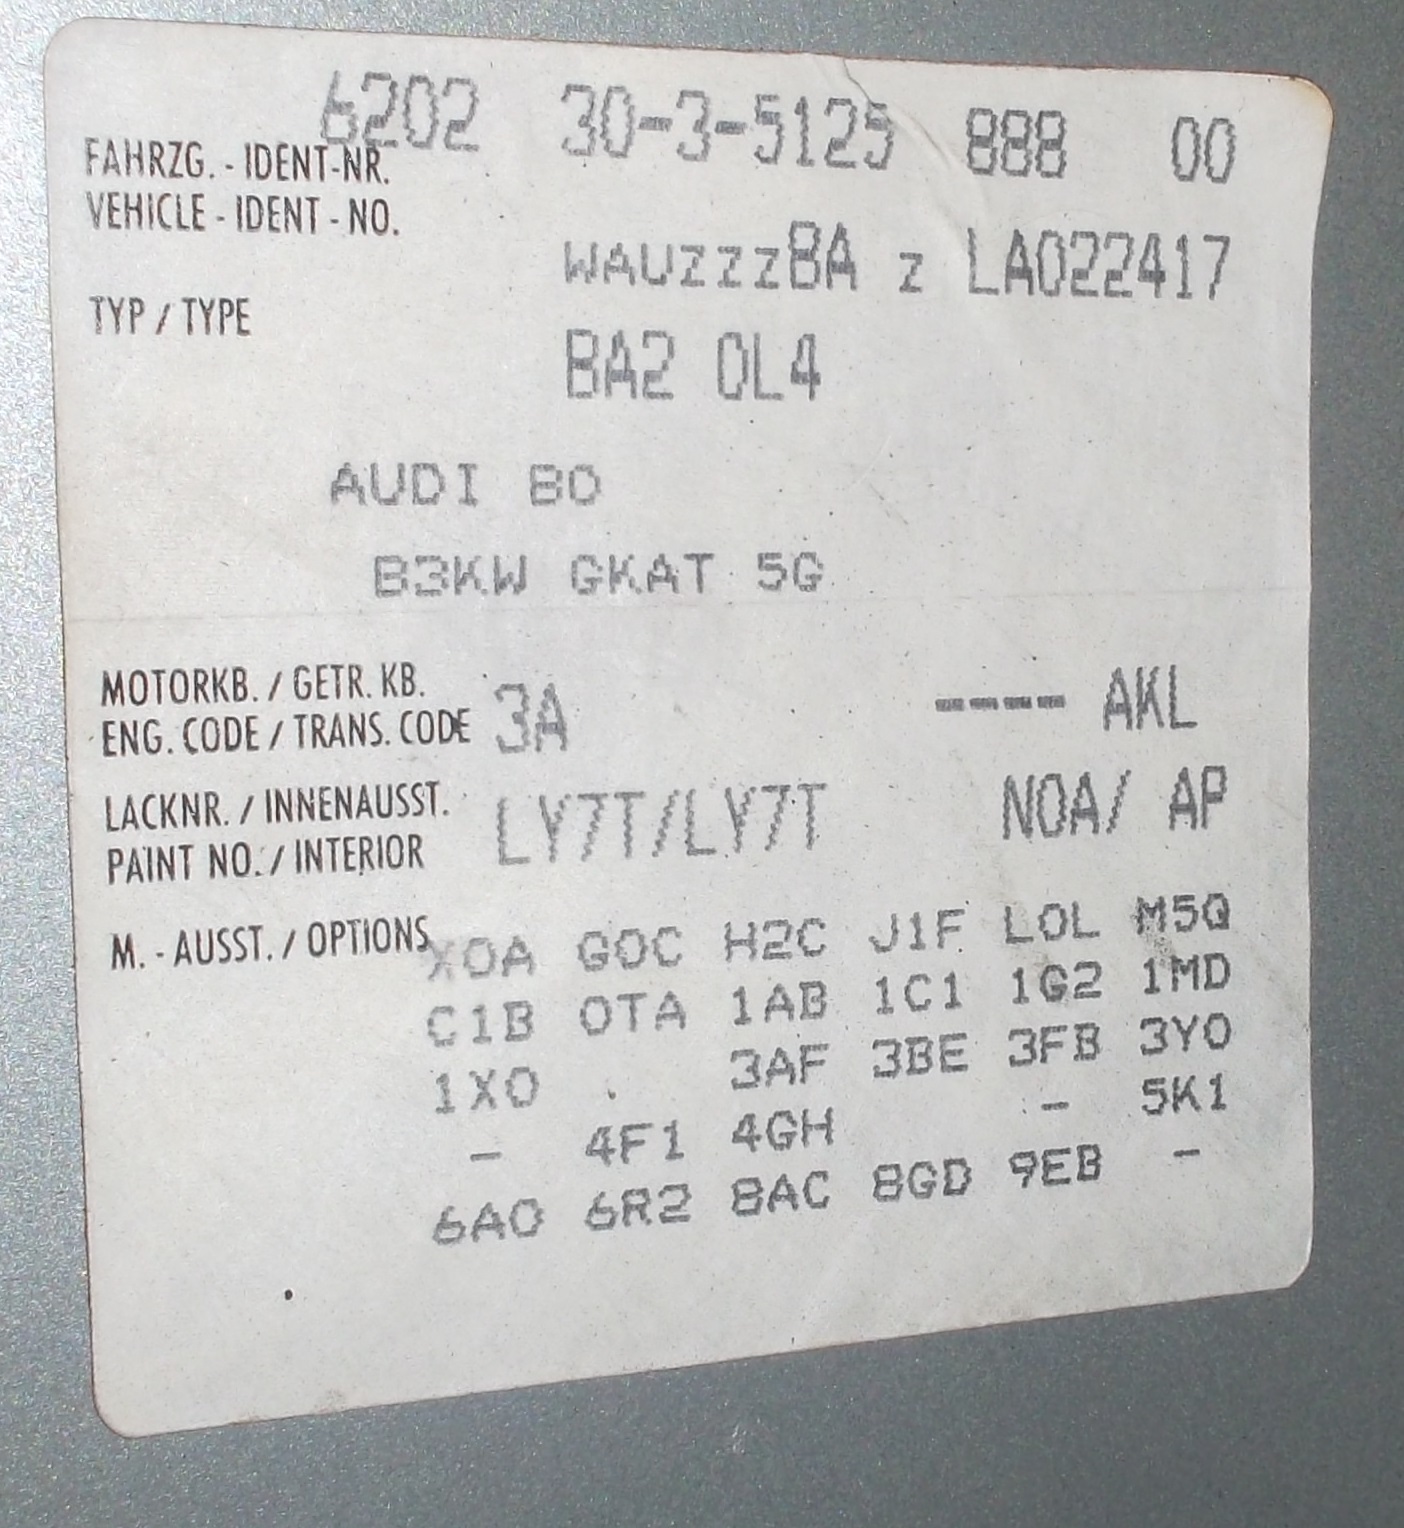 6202 30-3-5125 888 00
FAHRZG. - IDENT-NR.
VEHICLE - IDENT - NO.
WAUZZZ8A Z LA022417
TYP / TYPE
8A2 0L4
AUDI 80
83KW GKAT 5G
MOTORKB. / GETR. KB.
ENG. CODE / TRANS. CODE 3A ---- AKL
LACKNR. / INNENAUSST.
PAINT NO. / INTERIOR LY7T/LY7T N0A/ AP
M. - AUSST. / OPTIONS
X0A G0C H2C J1F L0L M5Q
C1B 0TA 1AB 1C1 1G2 1MD
1X0 . 3AF 3BE 3FB 3Y0
- 4F1 4GH - 5K1
6A0 6R2 8AC 8GD 9EB -